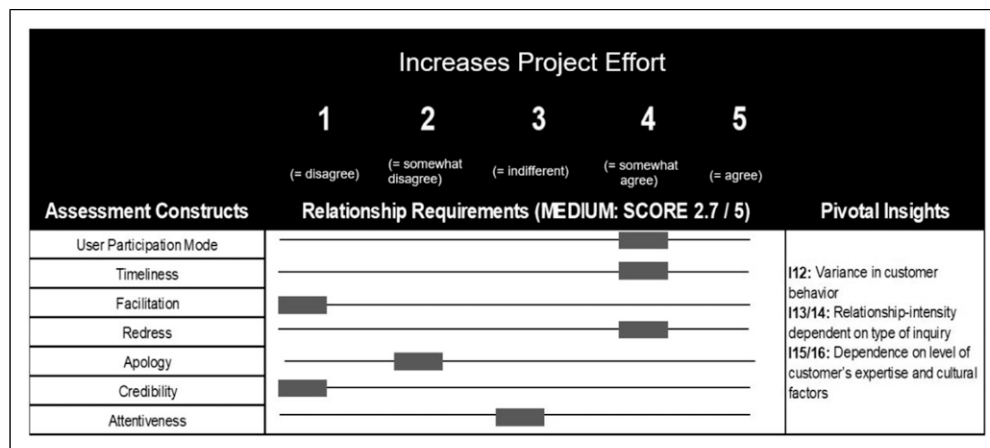 Increases Project Effort
1 2 3 4 5
(= disagree) (= somewhat disagree) (= indifferent) (= somewhat agree) (= agree)
Assessment Constructs Relationship Requirements (MEDIUM: SCORE 2.7 / 5) Pivotal Insights
User Participation Mode
Timeliness
Facilitation
Redress
Apology
Credibility
Attentiveness
I12: Variance in customer
behavior
I13/14: Relationship-intensity
dependent on type of inquiry
I15/16: Dependence on level of
customer's expertise and cultural
factors